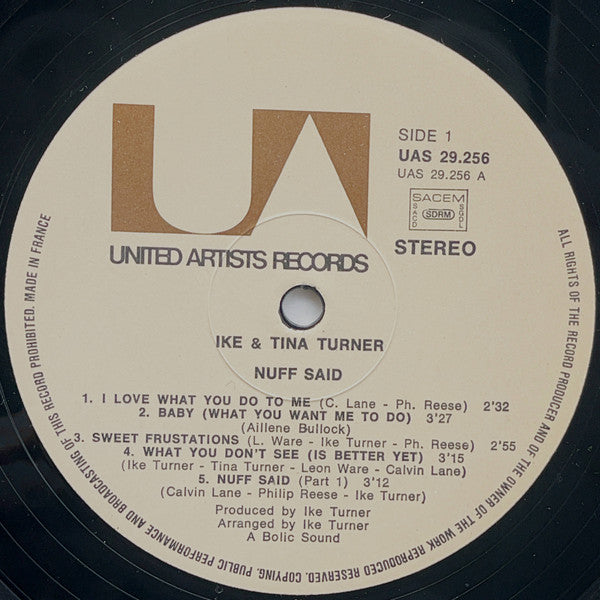 UA
SIDE 1
UAS 29.256
UAS 29.256 A
SACEM
SACD
SDRM
SGDL
STEREO
UNITED ARTISTS RECORDS
IKE & TINA TURNER
NUFF SAID
1. I LOVE WHAT YOU DO TO ME (C. Lane - Ph. Reese) 2'32
2. BABY (WHAT YOU WANT ME TO DO) 3'27
(Aillene Bullock)
3. SWEET FRUSTATIONS (L. Ware - Ike Turner - Ph. Reese) 2'55
4. WHAT YOU DON'T SEE (IS BETTER YET) 3'15
(Ike Turner - Tina Turner - Leon Ware - Calvin Lane)
5. NUFF SAID (Part 1) 3'12
(Calvin Lane - Philip Reese - Ike Turner)
Produced by Ike Turner
Arranged by Ike Turner
A Bolic Sound
ALL RIGHTS OF THE RECORD PRODUCER AND OF THE OWNER OF THE WORK REPRODUCED RESERVED. COPYING, PUBLIC PERFORMANCE AND BROADCASTING OF THIS RECORD PROHIBITED. MADE IN FRANCE